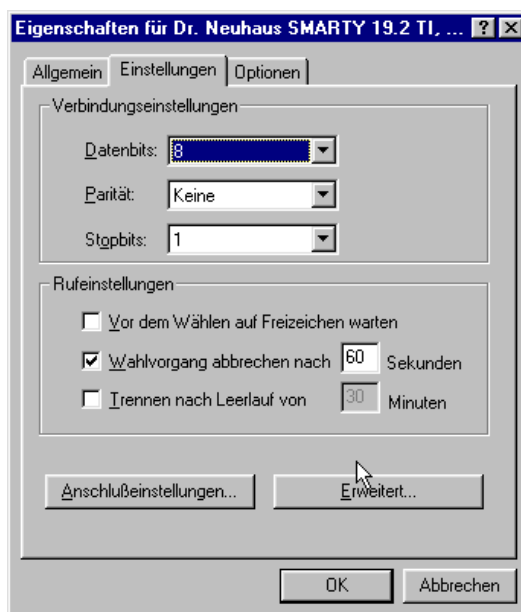 Eigenschaften für Dr. Neuhaus SMARTY 19.2 TI, ...
Allgemein Einstellungen Optionen
Verbindungseinstellungen
Datenbits: 8
Parität: Keine
Stopbits: 1
Rufeinstellungen
Vor dem Wählen auf Freizeichen warten
Wahlvorgang abbrechen nach 60 Sekunden
Trennen nach Leerlauf von 30 Minuten
Anschlußeinstellungen... Erweitert...
OK Abbrechen